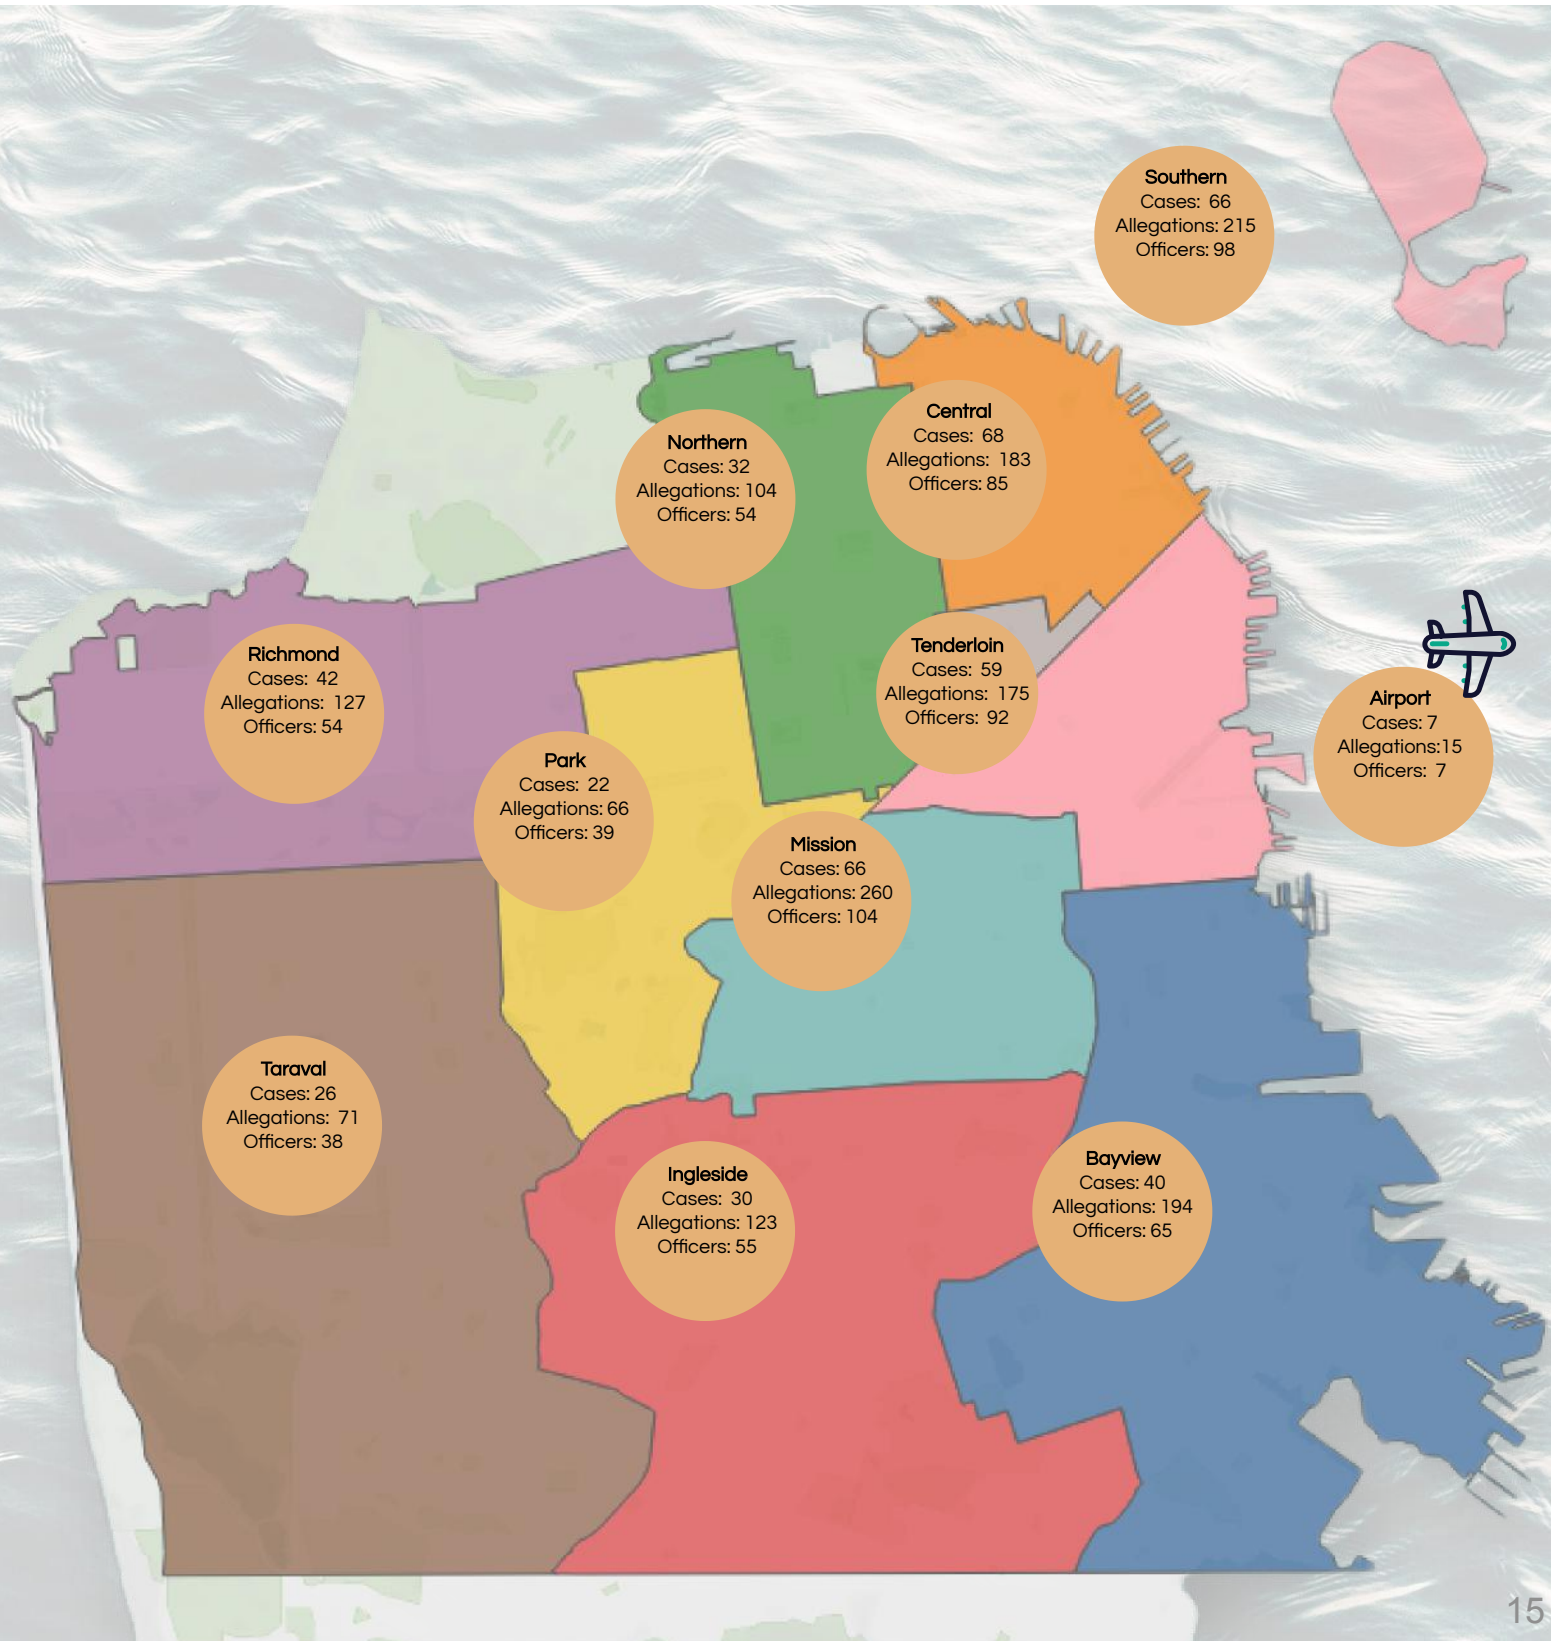 Southern
Cases: 66
Allegations: 215
Officers: 98
Central
Cases: 68
Allegations: 183
Officers: 85
Northern
Cases: 32
Allegations: 104
Officers: 54
Tenderloin
Cases: 59
Allegations: 175
Officers: 92
Richmond
Cases: 42
Allegations: 127
Officers: 54
Airport
Cases: 7
Allegations:15
Officers: 7
Park
Cases: 22
Allegations: 66
Officers: 39
Mission
Cases: 66
Allegations: 260
Officers: 104
Taraval
Cases: 26
Allegations: 71
Officers: 38
Ingleside
Cases: 30
Allegations: 123
Officers: 55
Bayview
Cases: 40
Allegations: 194
Officers: 65
15